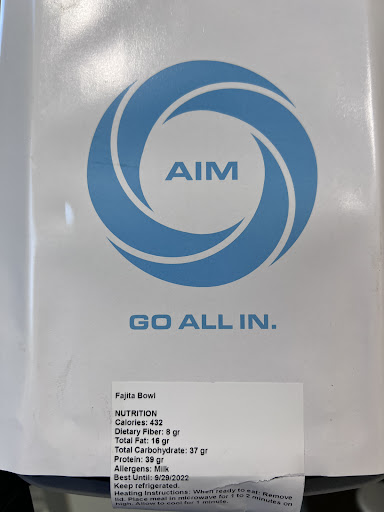 AIM
GO ALL IN.
Fajita Bowl
NUTRITION
Calories: 432
Dietary Fiber: 8 gr
Total Fat: 16 gr
Total Carbohydrate: 37 gr
Protein: 39 gr
Allergens: Milk
Best Until: 9/29/2022
Keep refrigerated.
Heating Instructions: When ready to eat: Remove
lid. Place meal in microwave for 1 to 2 minutes on
high. Allow to cool for 1 minute.